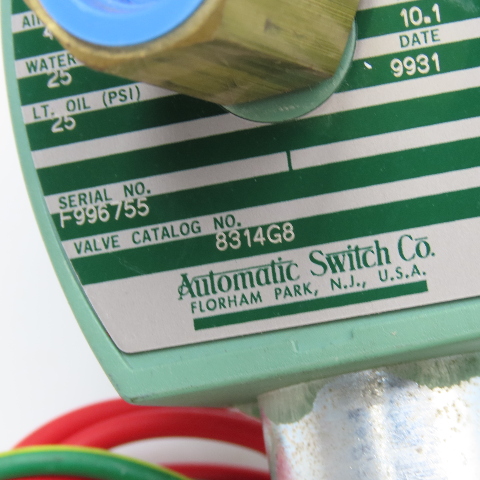 10.1
DATE
9931
WATER
25
LT. OIL (PSI)
25
SERIAL NO.
F996755
VALVE CATALOG NO.
8314G8
Automatic Switch Co.
FLORHAM PARK, N.J., U.S.A.